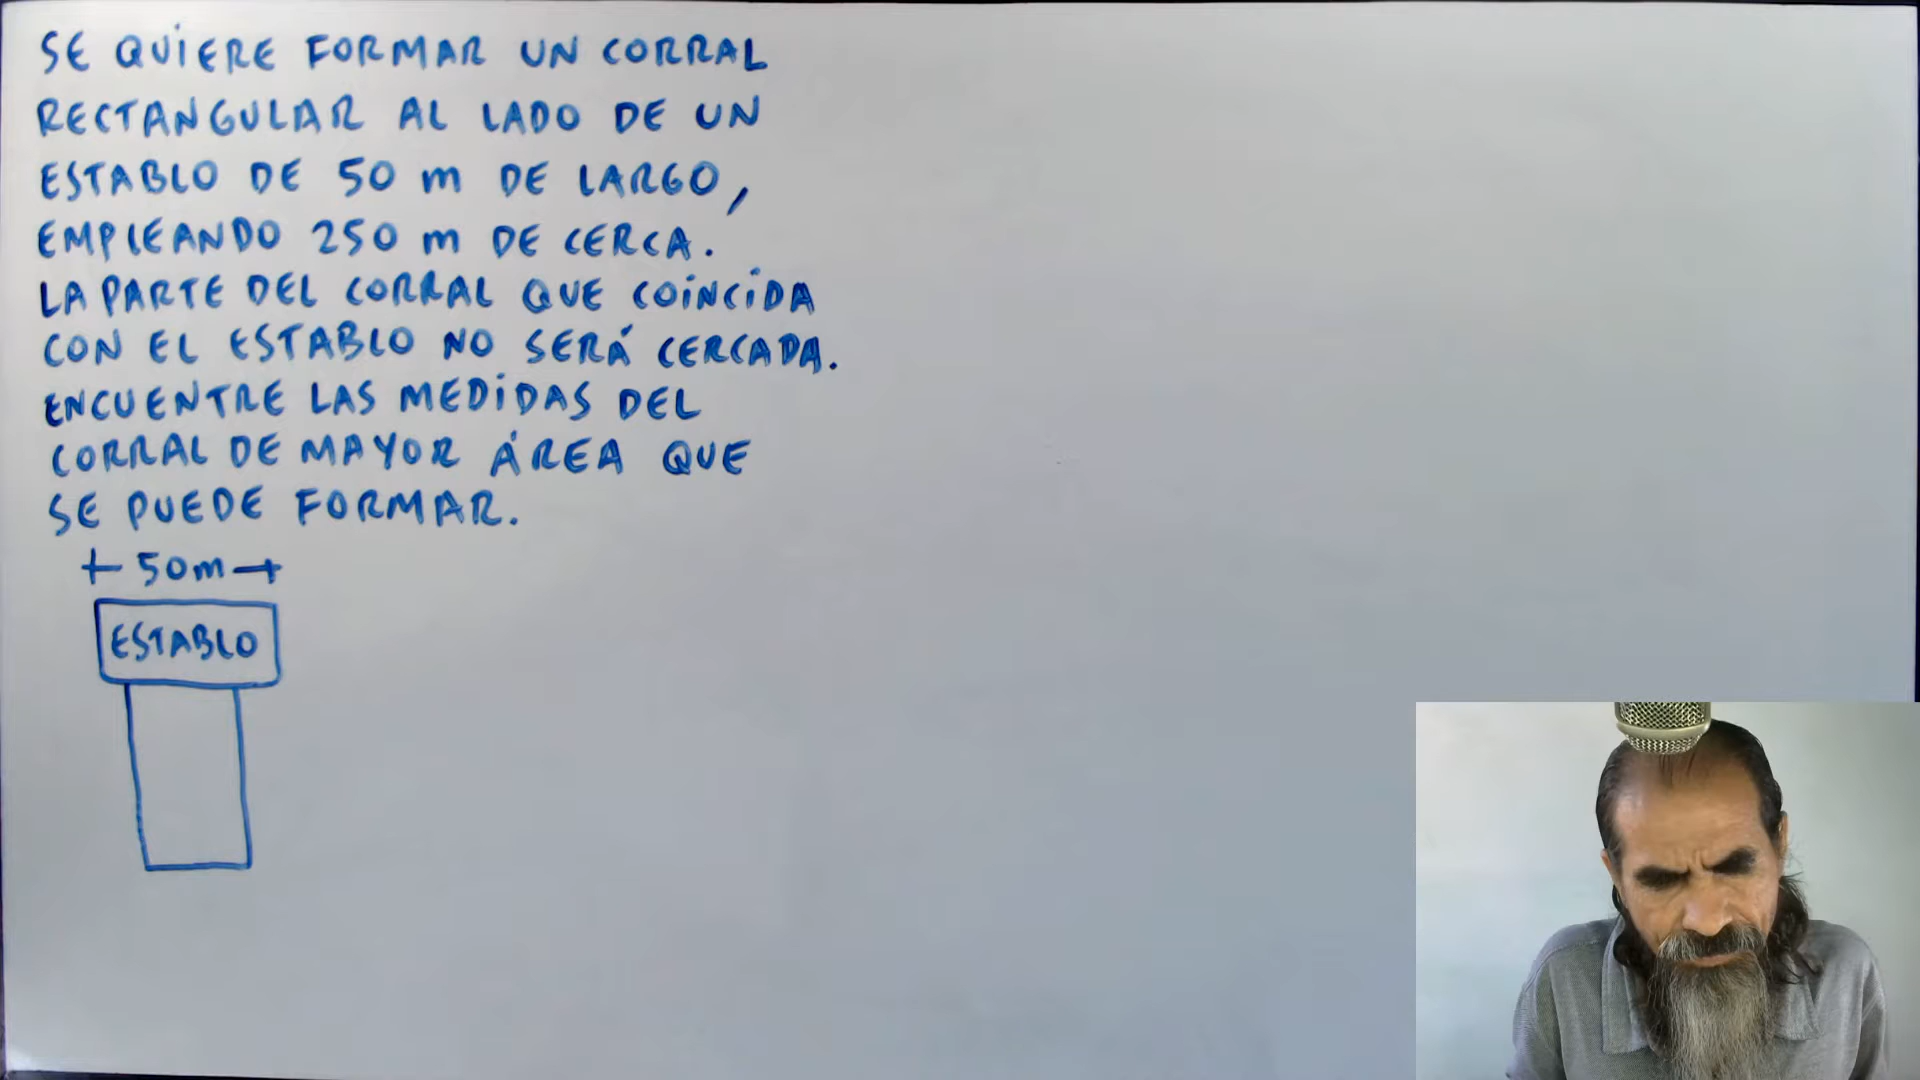 SE QUIERE FORMAR UN CORRAL
RECTANGULAR AL LADO DE UN
ESTABLO DE 50 m DE LARGO,
EMPLEANDO 250 m DE CERCA.
LA PARTE DEL CORRAL QUE COINCIDA
CON EL ESTABLO NO SERÁ CERCADA.
ENCUENTRE LAS MEDIDAS DEL
CORRAL DE MAYOR ÁREA QUE
SE PUEDE FORMAR.
50m
ESTABLO